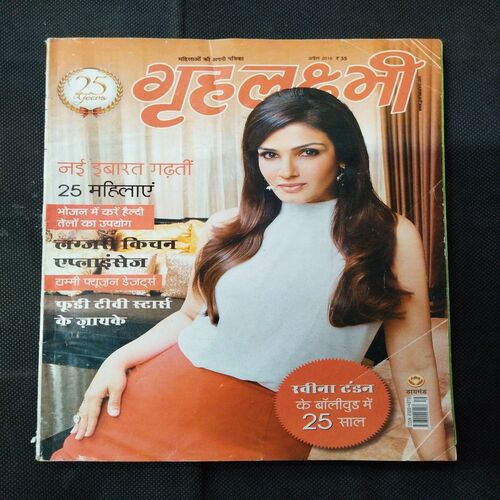 महिलाओं की अपनी पत्रिका
अप्रैल 2016 ₹ 35
25
Years
गृहलक्ष्मी
नई इबारत गढ़तीं
25 महिलाएं
भोजन में करें हैल्दी
तेलों का उपयोग
लग्जरी किचन
एप्लाइंसेज
यम्मी फ्यूज़न डेज़र्ट्स
फूडी टीवी स्टार्स
के ज़ायके
रवीना टंडन
के बॉलीवुड में
25 साल
डायमंड